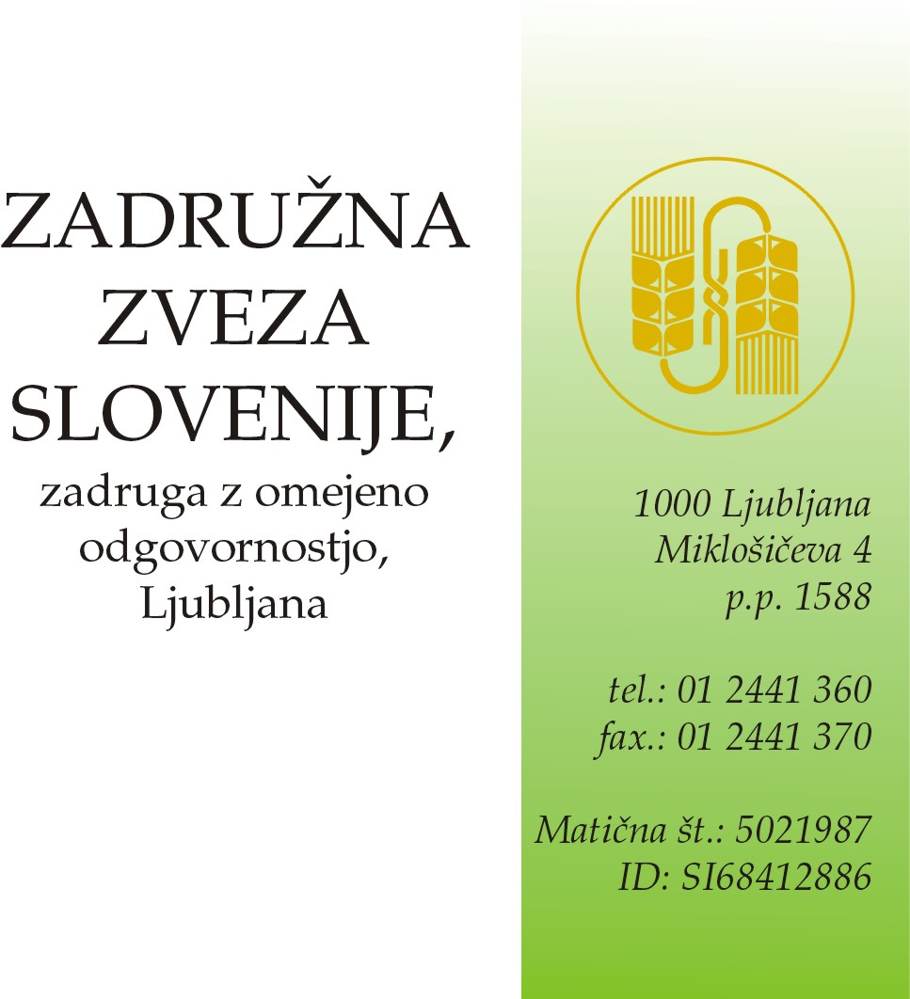 ZADRUŽNA
ZVEZA
SLOVENIJE,
zadruga z omejeno
odgovornostjo,
Ljubljana
1000 Ljubljana
Miklošičeva 4
p.p. 1588
tel.: 01 2441 360
fax.: 01 2441 370
Matična št.: 5021987
ID: SI68412886